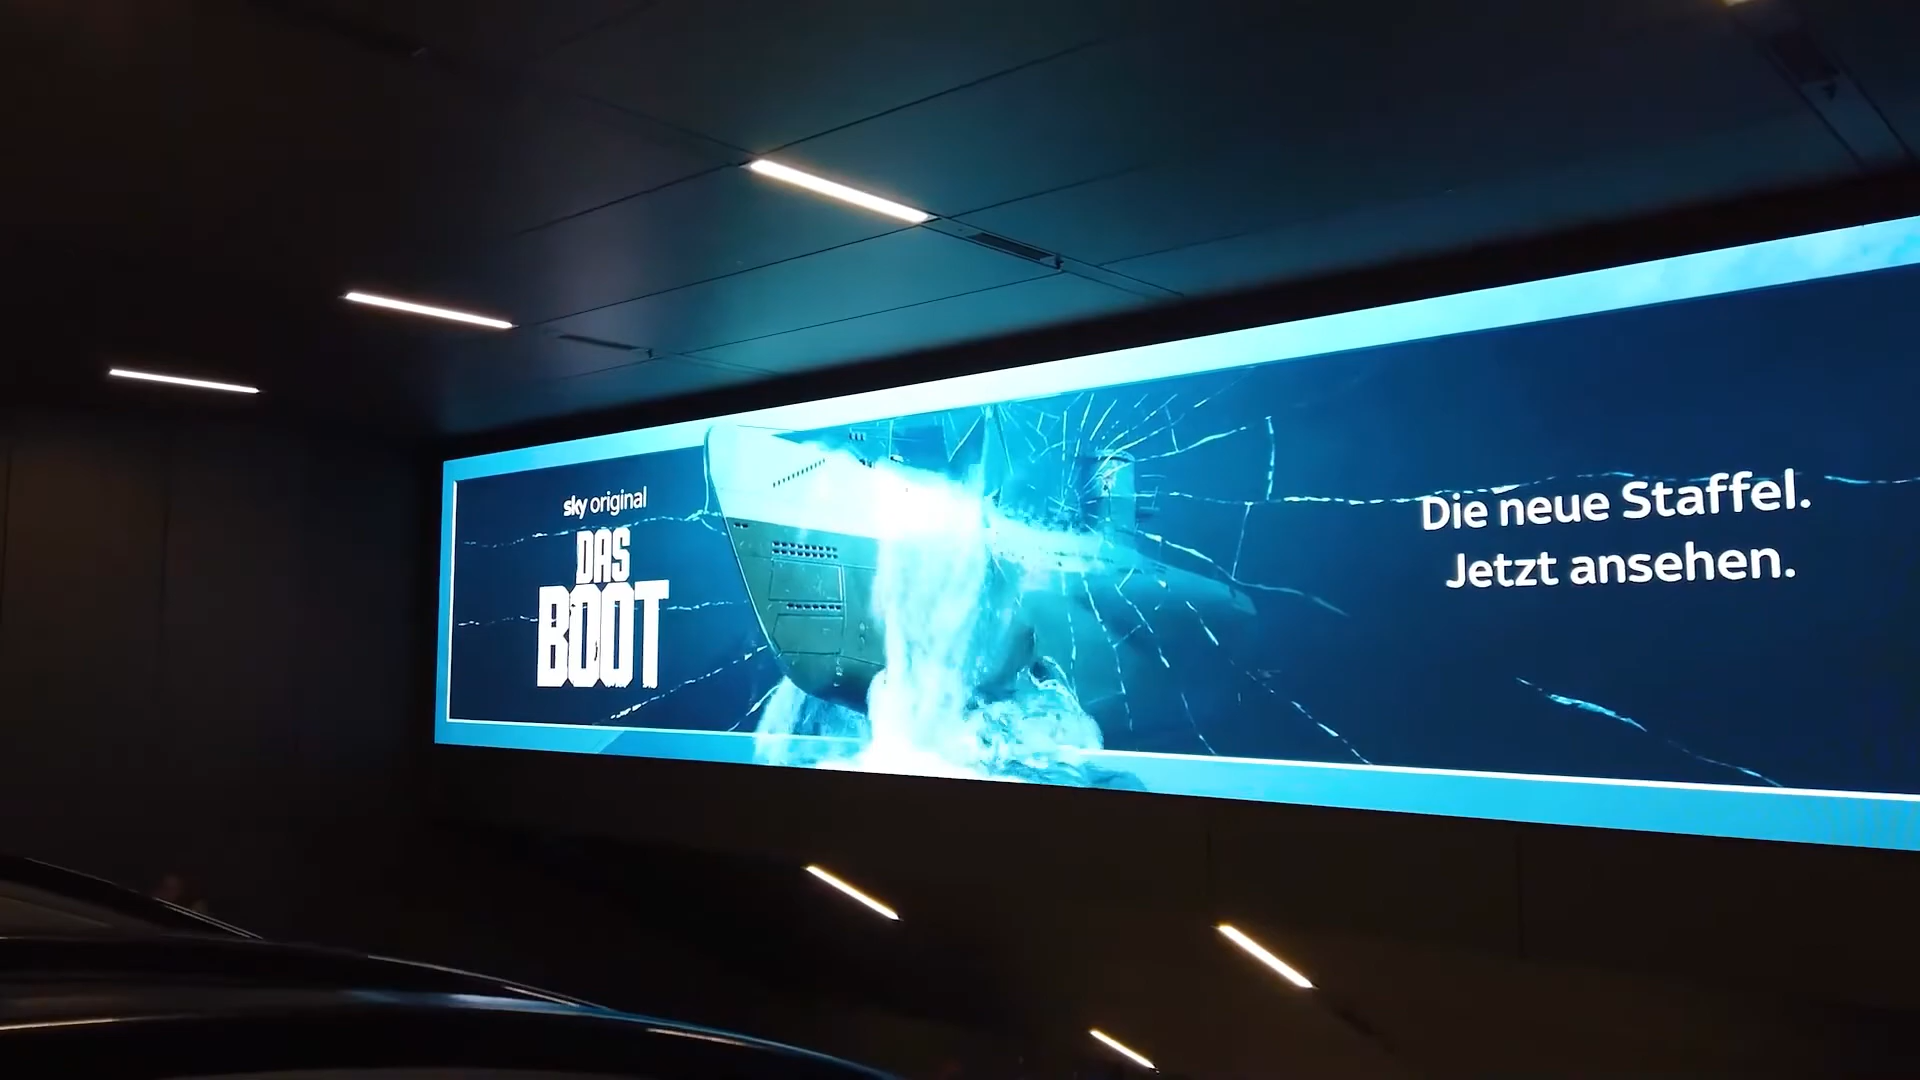 sky original
DAS
BOOT
Die neue Staffel.
Jetzt ansehen.